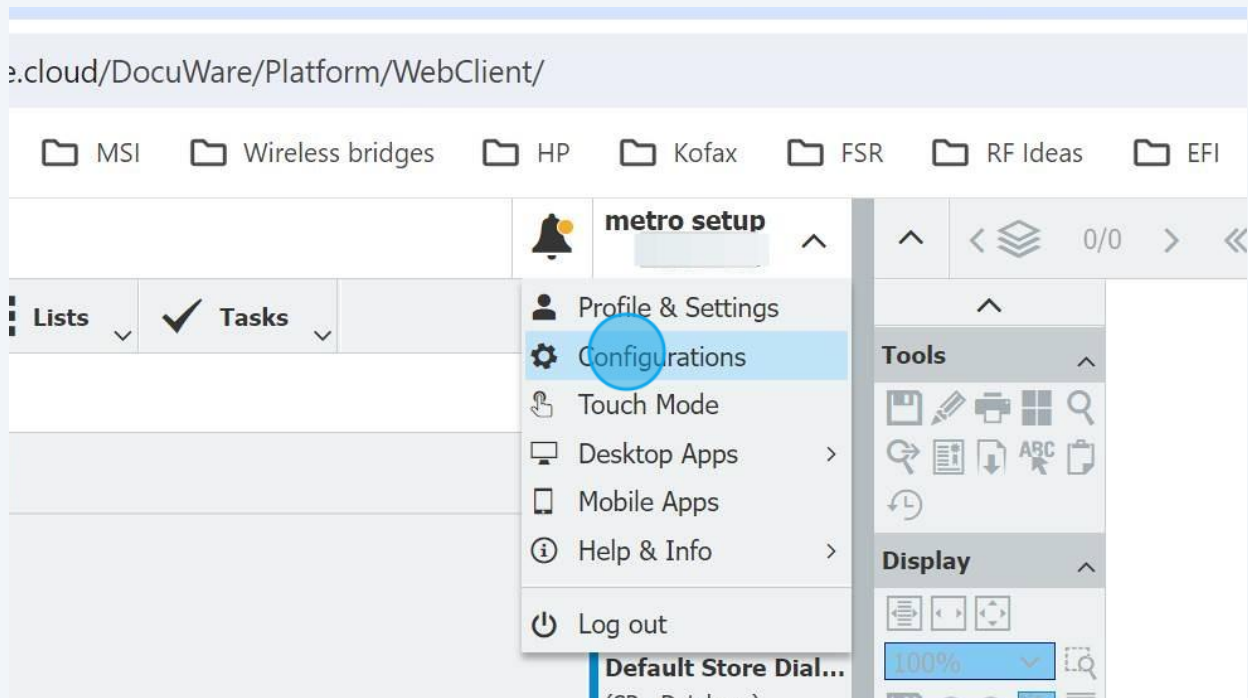 e.cloud/DocuWare/Platform/WebClient/
MSI Wireless bridges HP Kofax FSR RF Ideas EFI
metro setup
0/0
Lists Tasks
Profile & Settings
Configurations
Touch Mode
Desktop Apps
Mobile Apps
Help & Info
Log out
Default Store Dial...
Tools
ABC
Display
100%